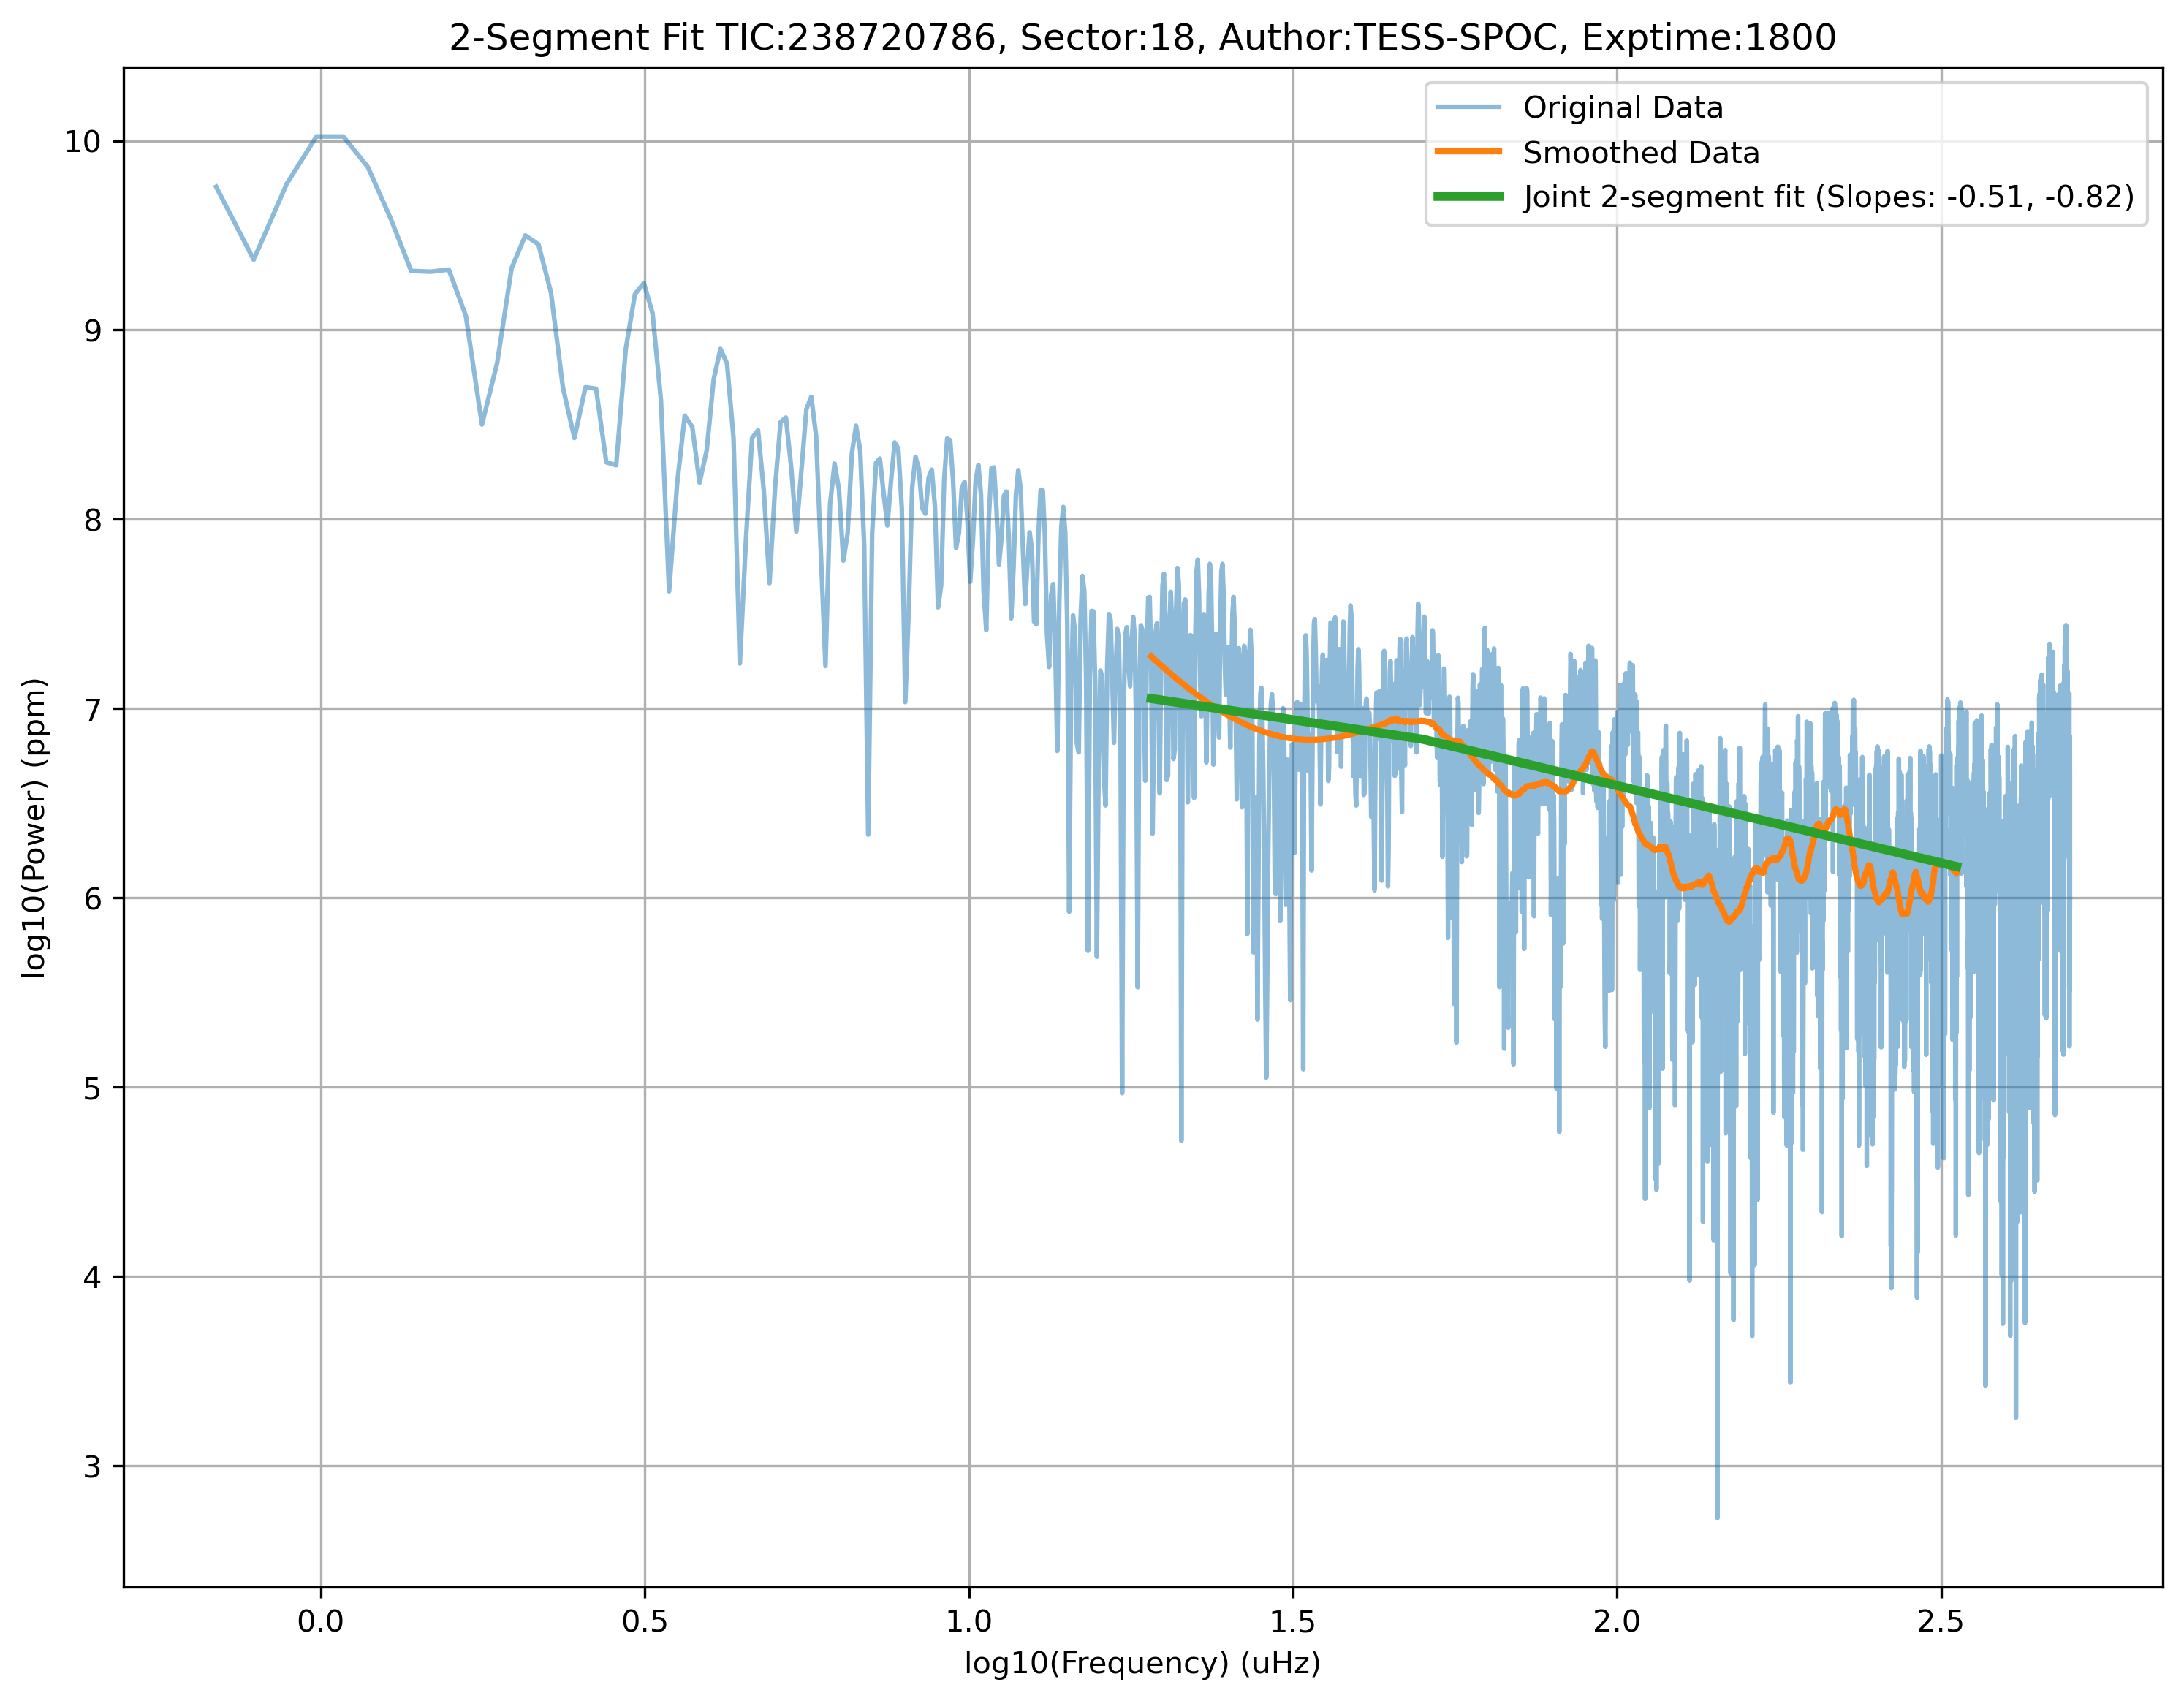 2-Segment Fit TIC:238720786, Sector:18, Author:TESS-SPOC, Exptime:1800
Original Data
Smoothed Data
Joint 2-segment fit (Slopes: -0.51, -0.82)
log10(Power) (ppm)
10
9
8
7
6
5
4
3
0.0 0.5 1.0 1.5 2.0 2.5
log10(Frequency) (uHz)